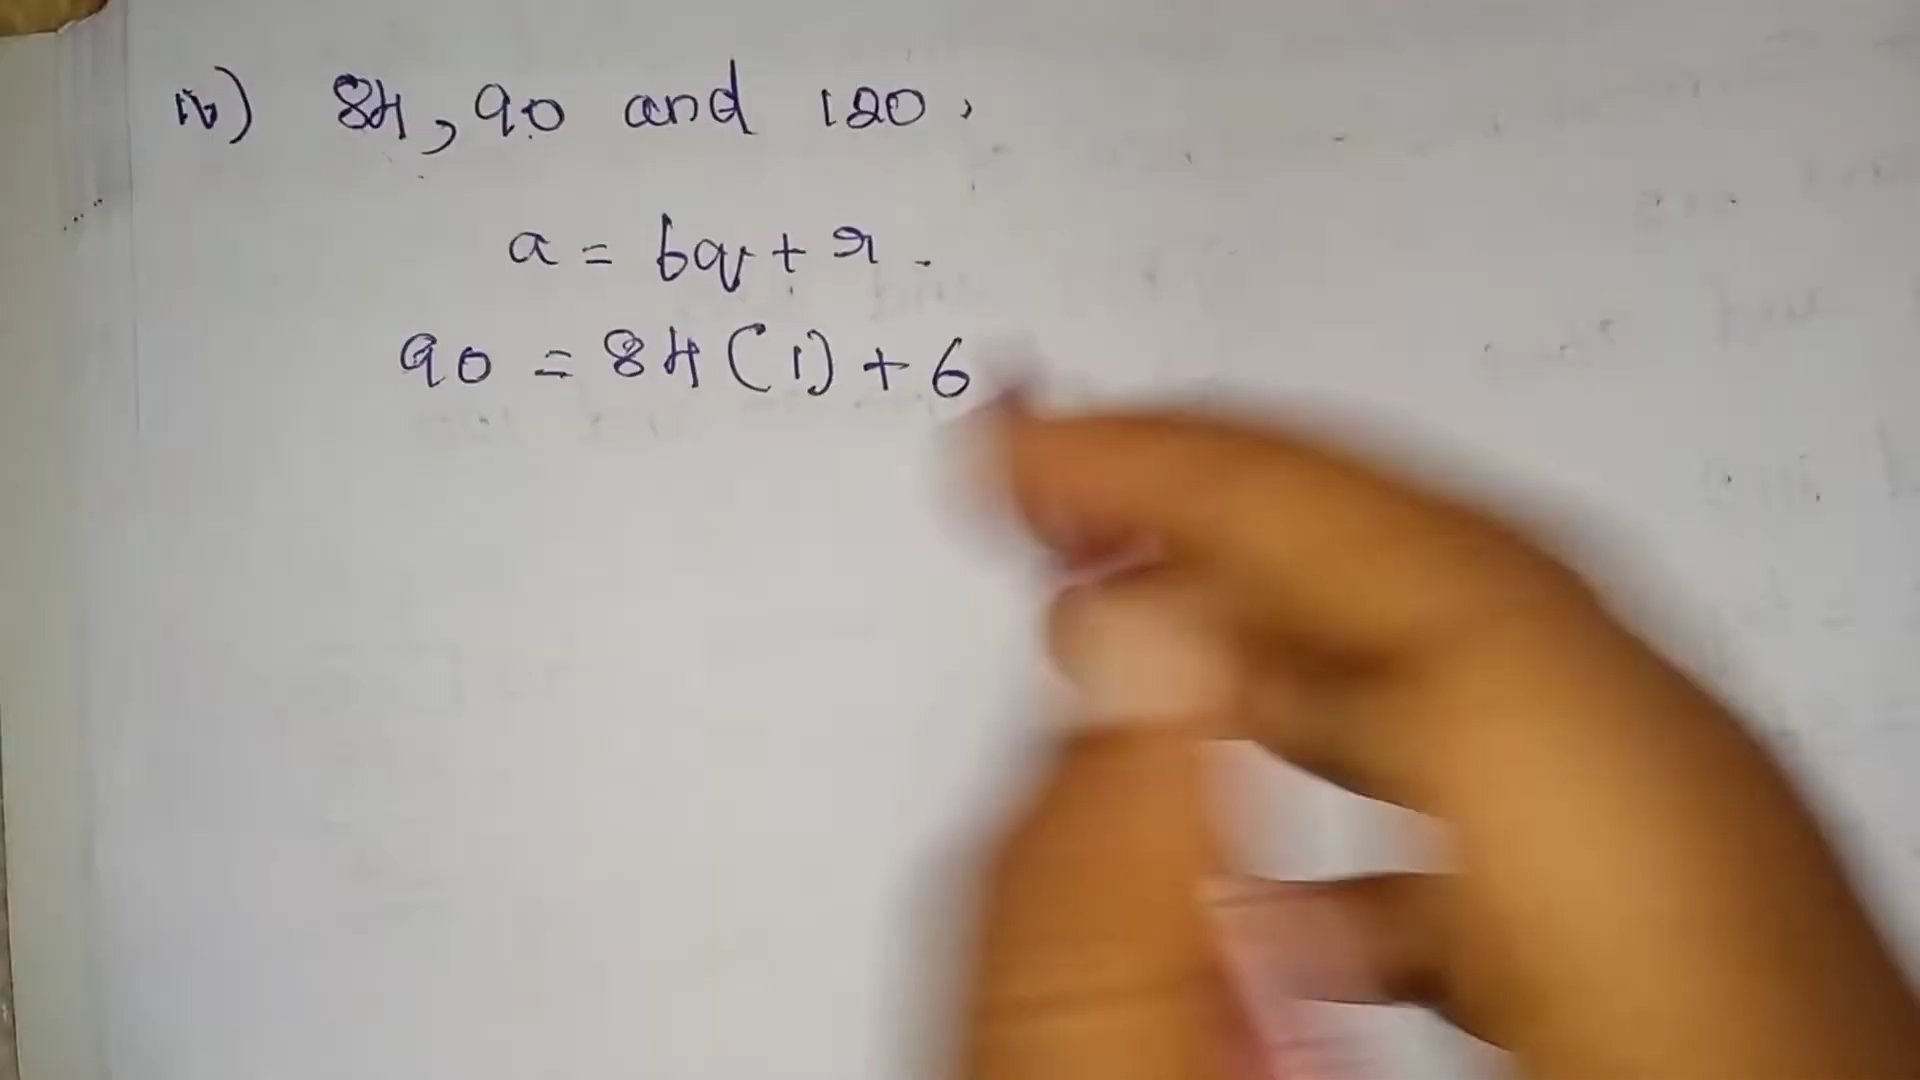 iv) 84, 90 and 120,
a = bq + r.
90 = 84 (1) + 6